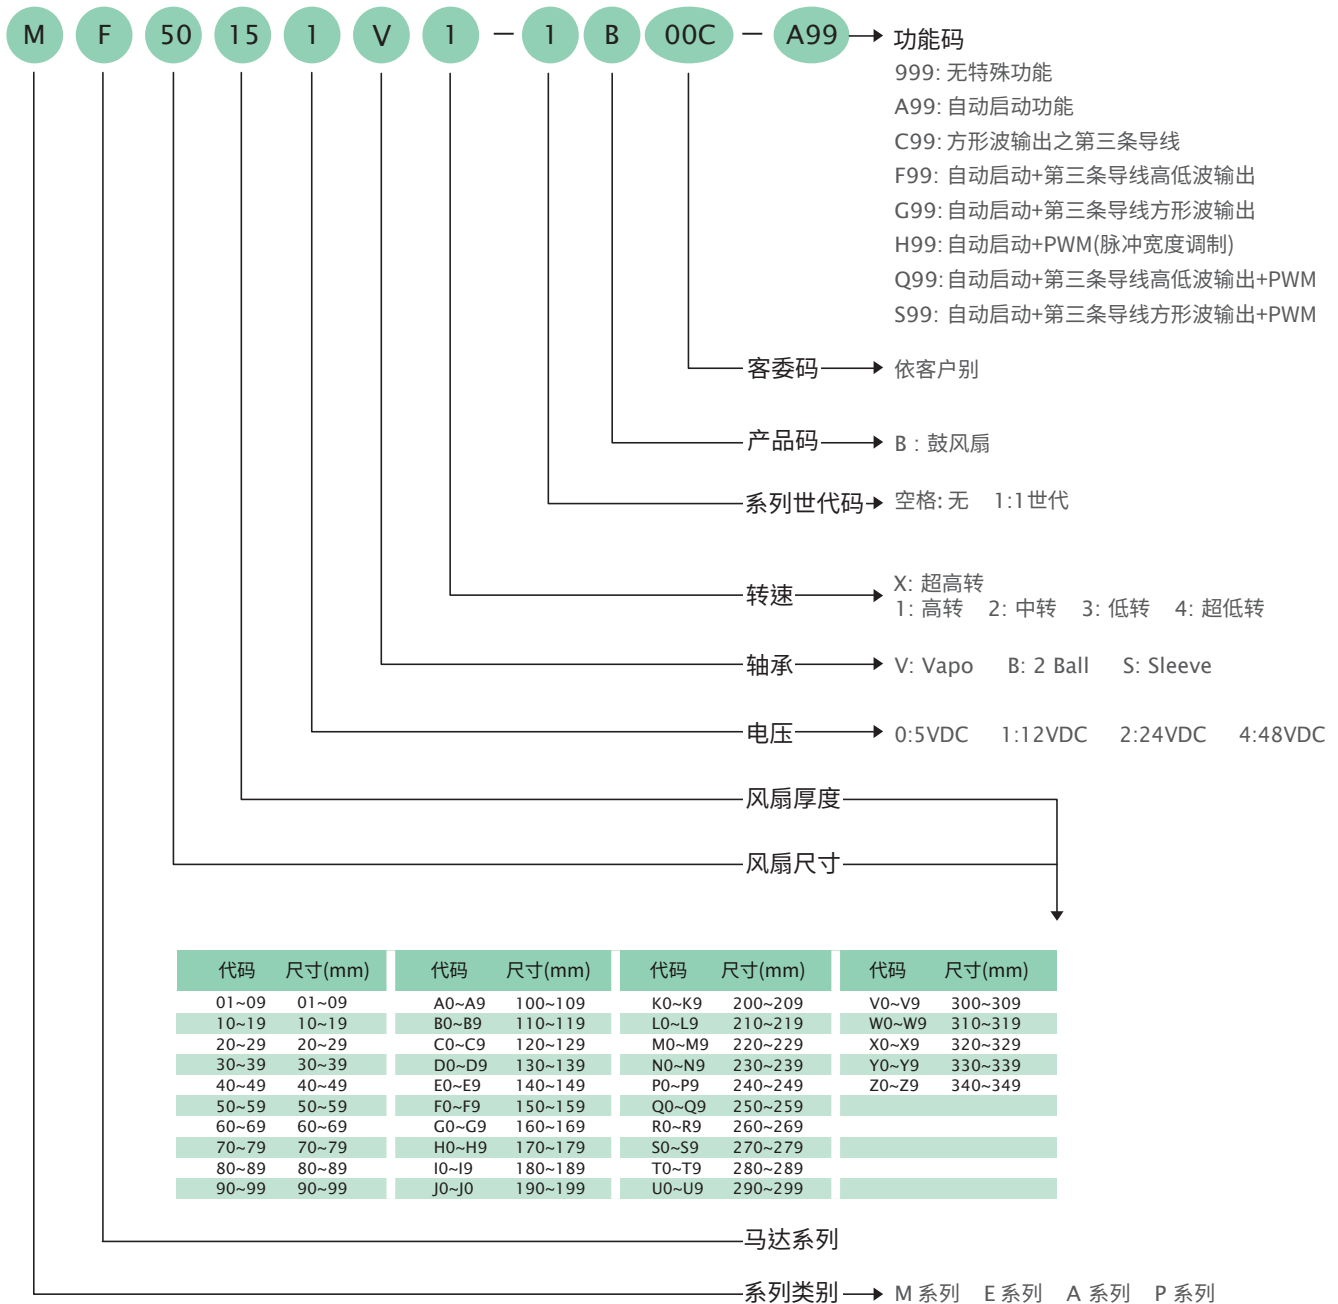 M F 50 15 1 V 1 - 1 B 00C - A99 功能码
999: 无特殊功能
A99: 自动启动功能
C99: 方形波输出之第三条导线
F99: 自动启动+第三条导线高低波输出
G99: 自动启动+第三条导线方形波输出
H99: 自动启动+PWM(脉冲宽度调制)
Q99: 自动启动+第三条导线高低波输出+PWM
S99: 自动启动+第三条导线方形波输出+PWM
客委码 依客户别
产品码 B : 鼓风扇
系列世代码 空格: 无 1:1世代
转速 X: 超高转
1: 高转 2: 中转 3: 低转 4: 超低转
轴承 V: Vapo B: 2 Ball S: Sleeve
电压 0:5VDC 1:12VDC 2:24VDC 4:48VDC
风扇厚度
风扇尺寸
代码 尺寸(mm) 代码 尺寸(mm) 代码 尺寸(mm) 代码 尺寸(mm)
01~09 01~09 A0~A9 100~109 K0~K9 200~209 V0~V9 300~309
10~19 10~19 B0~B9 110~119 L0~L9 210~219 W0~W9 310~319
20~29 20~29 C0~C9 120~129 M0~M9 220~229 X0~X9 320~329
30~39 30~39 D0~D9 130~139 N0~N9 230~239 Y0~Y9 330~339
40~49 40~49 E0~E9 140~149 P0~P9 240~249 Z0~Z9 340~349
50~59 50~59 F0~F9 150~159 Q0~Q9 250~259
60~69 60~69 G0~G9 160~169 R0~R9 260~269
70~79 70~79 H0~H9 170~179 S0~S9 270~279
80~89 80~89 I0~I9 180~189 T0~T9 280~289
90~99 90~99 J0~J0 190~199 U0~U9 290~299
马达系列
系列类别 M 系列 E 系列 A 系列 P 系列